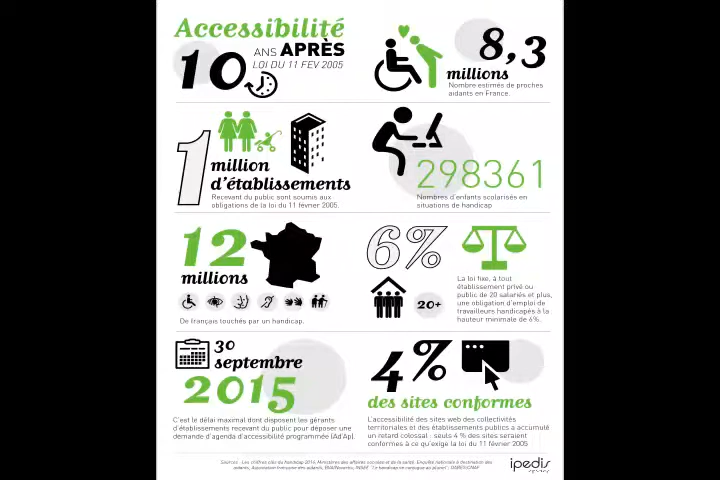 Accessibilité
10 ANS APRÈS
LOI DU 11 FEV 2005
8,3
millions
Nombre estimés de proches
aidants en France.
1 million
d'établissements
Recevant du public sont soumis aux
obligations de la loi du 11 février 2005.
298361
Nombres d'enfants scolarisés en
situations de handicap
12
millions
De français touchés par un handicap.
6%
20+
La loi fixe, à tout
établissement privé ou
public de 20 salariés et plus,
une obligation d'emploi de
travailleurs handicapés à la
hauteur minimale de 6%.
30
septembre
2015
C'est le délai maximal dont disposent les gérants
d'établissements recevant du public pour déposer une
demande d'agenda d'accessibilité programmée (Ad'Ap).
4%
des sites conformes
L'accessibilité des sites web des collectivités
territoriales et des établissements publics a accumulé
un retard colossal : seuls 4 % des sites seraient
conformes à ce qu'exige la loi du 11 février 2005
ipedis